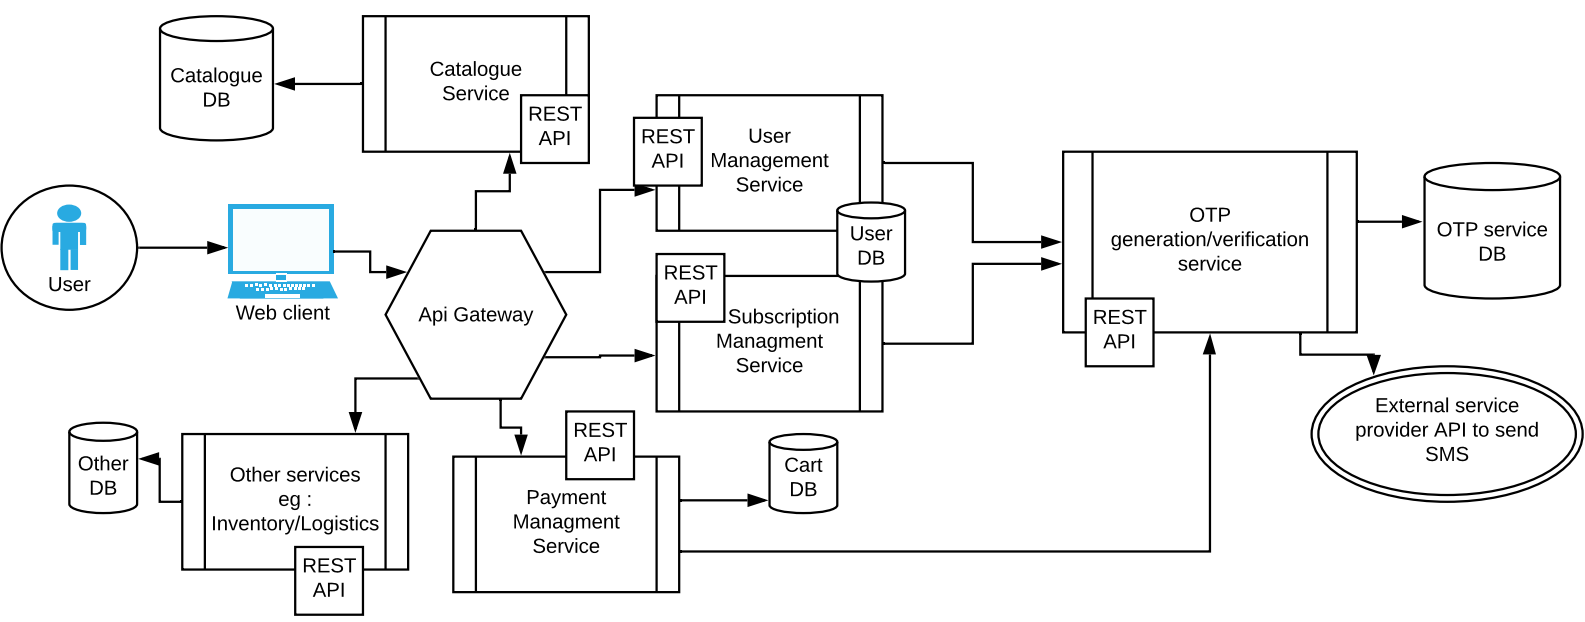 Catalogue
DB
Catalogue
Service
REST
API
REST
API
User
Management
Service
User
DB
User
Web client
Api Gateway
REST
API
Subscription
Managment
Service
OTP
generation/verification
service
REST
API
OTP service
DB
External service
provider API to send
SMS
Other
DB
Other services
eg :
Inventory/Logistics
REST
API
REST
API
Payment
Managment
Service
Cart
DB